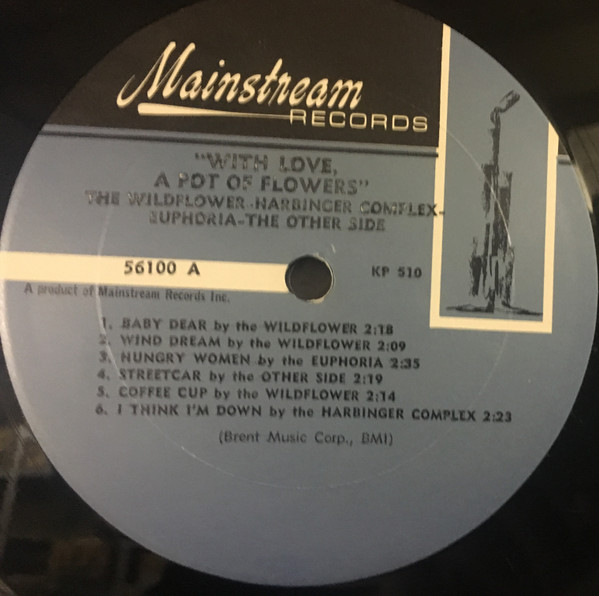 Mainstream
RECORDS
"WITH LOVE,
A POT OF FLOWERS"
THE WILDFLOWER-HARBINGER COMPLEX-
EUPHORIA-THE OTHER SIDE
56100 A
KP 510
A product of Mainstream Records Inc.
1. BABY DEAR by the WILDFLOWER 2:18
2. WIND DREAM by the WILDFLOWER 2:09
3. HUNGRY WOMEN by the EUPHORIA 2:35
4. STREETCAR by the OTHER SIDE 2:19
5. COFFEE CUP by the WILDFLOWER 2:14
6. I THINK I'M DOWN by the HARBINGER COMPLEX 2:23
(Brent Music Corp., BMI)